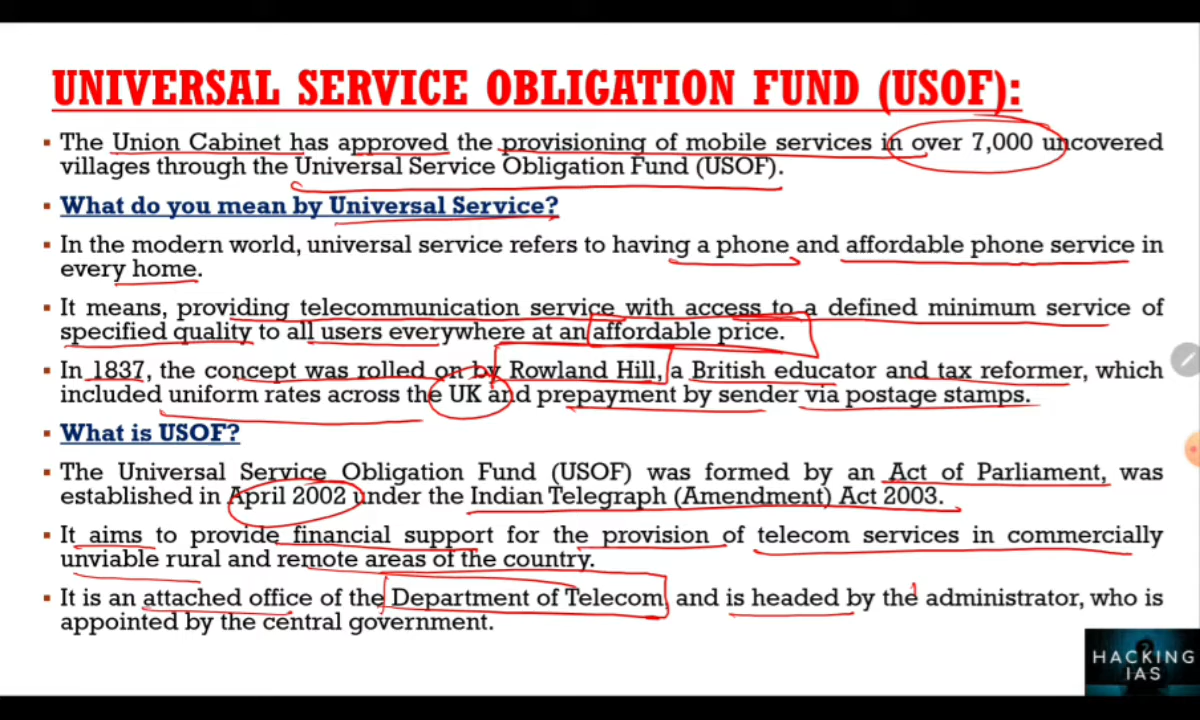 UNIVERSAL SERVICE OBLIGATION FUND (USOF):
▪ The Union Cabinet has approved the provisioning of mobile services in over 7,000 uncovered
villages through the Universal Service Obligation Fund (USOF).
▪ What do you mean by Universal Service?
▪ In the modern world, universal service refers to having a phone and affordable phone service in
every home.
▪ It means, providing telecommunication service with access to a defined minimum service of
specified quality to all users everywhere at an affordable price.
▪ In 1837, the concept was rolled on by Rowland Hill, a British educator and tax reformer, which
included uniform rates across the UK and prepayment by sender via postage stamps.
▪ What is USOF?
▪ The Universal Service Obligation Fund (USOF) was formed by an Act of Parliament, was
established in April 2002 under the Indian Telegraph (Amendment) Act 2003.
▪ It aims to provide financial support for the provision of telecom services in commercially
unviable rural and remote areas of the country.
▪ It is an attached office of the Department of Telecom, and is headed by the administrator, who is
appointed by the central government.
HACKING
IAS